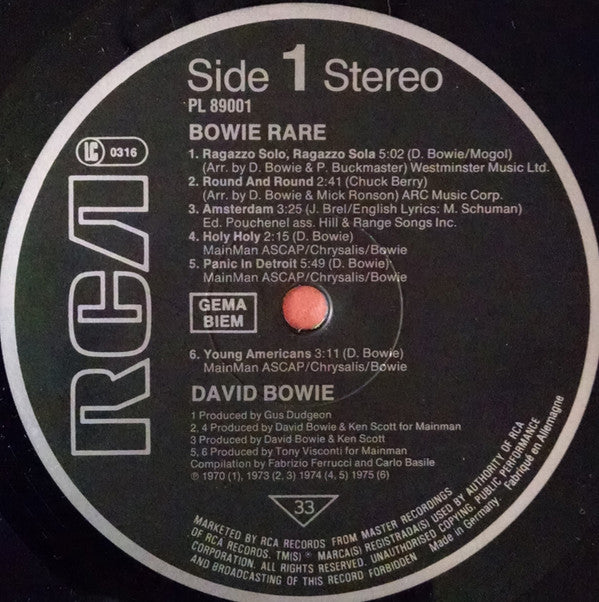 Side 1 Stereo
PL 89001
BOWIE RARE
LC 0316
RCA
1. Ragazzo Solo, Ragazzo Sola 5:02 (D. Bowie/Mogol)
(Arr. by D. Bowie & P. Buckmaster) Westminster Music Ltd.
2. Round And Round 2:41 (Chuck Berry)
(Arr. by D. Bowie & Mick Ronson) ARC Music Corp.
3. Amsterdam 3:25 (J. Brel/English Lyrics: M. Schuman)
Ed. Pouchenel ass. Hill & Range Songs Inc.
4. Holy Holy 2:15 (D. Bowie)
MainMan ASCAP/Chrysalis/Bowie
5. Panic in Detroit 5:49 (D. Bowie)
MainMan ASCAP/Chrysalis/Bowie
GEMA
BIEM
6. Young Americans 3:11 (D. Bowie)
MainMan ASCAP/Chrysalis/Bowie
DAVID BOWIE
1 Produced by Gus Dudgeon
2, 4 Produced by David Bowie & Ken Scott for Mainman
3 Produced by David Bowie & Ken Scott
5, 6 Produced by Tony Visconti for Mainman
Compilation by Fabrizio Ferrucci and Carlo Basile
℗ 1970 (1), 1973 (2, 3) 1974 (4, 5) 1975 (6)
33
MARKETED BY RCA RECORDS FROM MASTER RECORDINGS
OF RCA RECORDS. TM(S) ® MARCA(S) REGISTRADA(S) USED BY AUTHORITY OF RCA
CORPORATION. ALL RIGHTS RESERVED. UNAUTHORISED COPYING, PUBLIC PERFORMANCE
AND BROADCASTING OF THIS RECORD FORBIDDEN
Made in Germany. Fabriqué en Allemagne